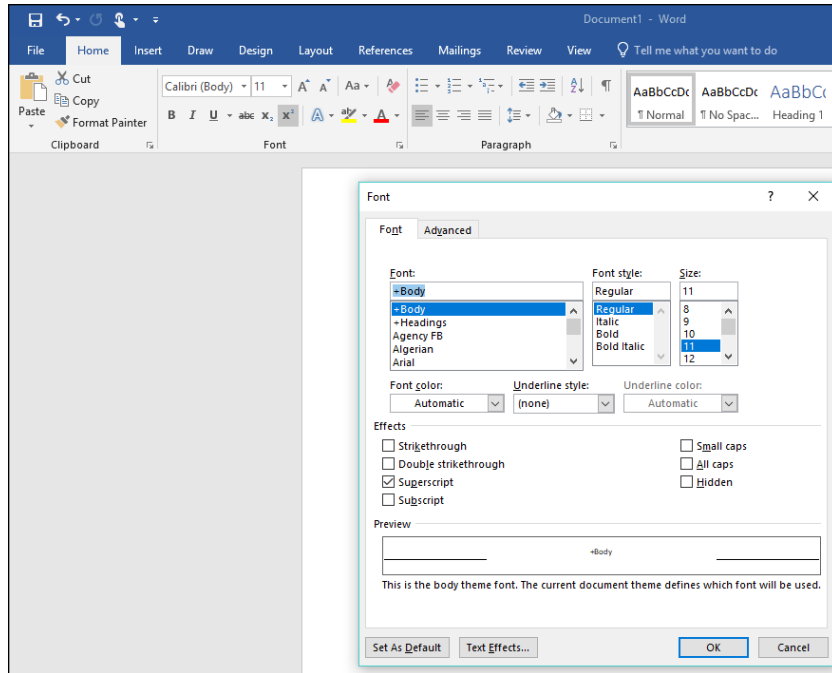 Document1 - Word
File Home Insert Draw Design Layout References Mailings Review View Tell me what you want to do
Paste
Cut
Copy
Format Painter
Clipboard
Calibri (Body) 11 A A Aa
B I U abc X₂ X² A aby A
Font
Paragraph
AaBbCcDc AaBbCcDc AaBbCc
¶ Normal ¶ No Spac... Heading 1
Font ? X
Font Advanced
Font: Font style: Size:
+Body Regular 11
+Body Regular 8
+Headings Italic 9
Agency FB Bold 10
Algerian Bold Italic 11
Arial 12
Font color: Underline style: Underline color:
Automatic (none) Automatic
Effects
Strikethrough Small caps
Double strikethrough All caps
Superscript Hidden
Subscript
Preview
+Body
This is the body theme font. The current document theme defines which font will be used.
Set As Default Text Effects... OK Cancel